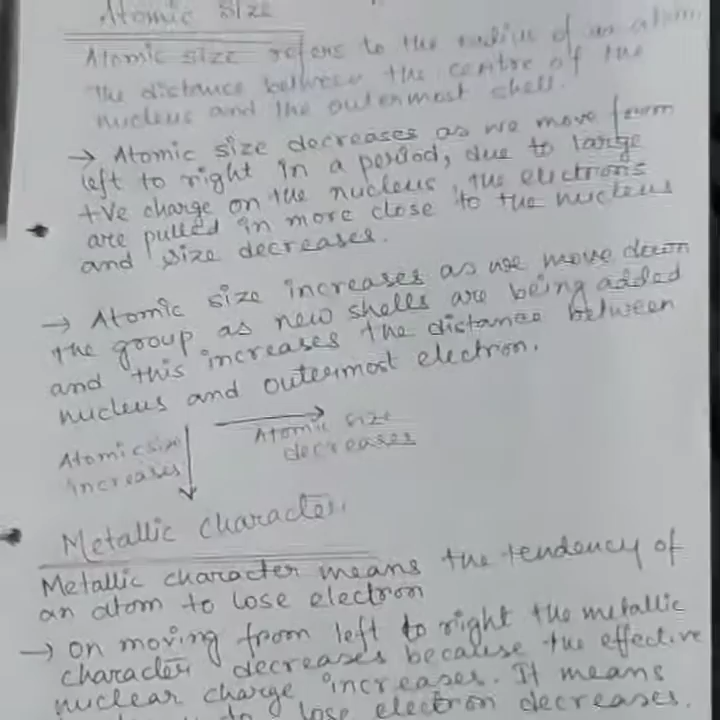 Atomic size
Atomic size refers to the radius of an atom.
The distance between the centre of the
nucleus and the outermost shell.
→ Atomic size decreases as we move from
left to right in a period, due to large
+ve charge on the nucleus, the electrons
are pulled in more close to the nucleus
and size decreases.
→ Atomic size increases as we move down
the group as new shells are being added
and this increases the distance between
nucleus and outermost electron.
Atomic size
increases
Atomic size
decreases
Metallic character
Metallic character means the tendency of
an atom to lose electron
→ on moving from left to right the metallic
character decreases because the effective
nuclear charge increases. It means
to lose electron decreases.